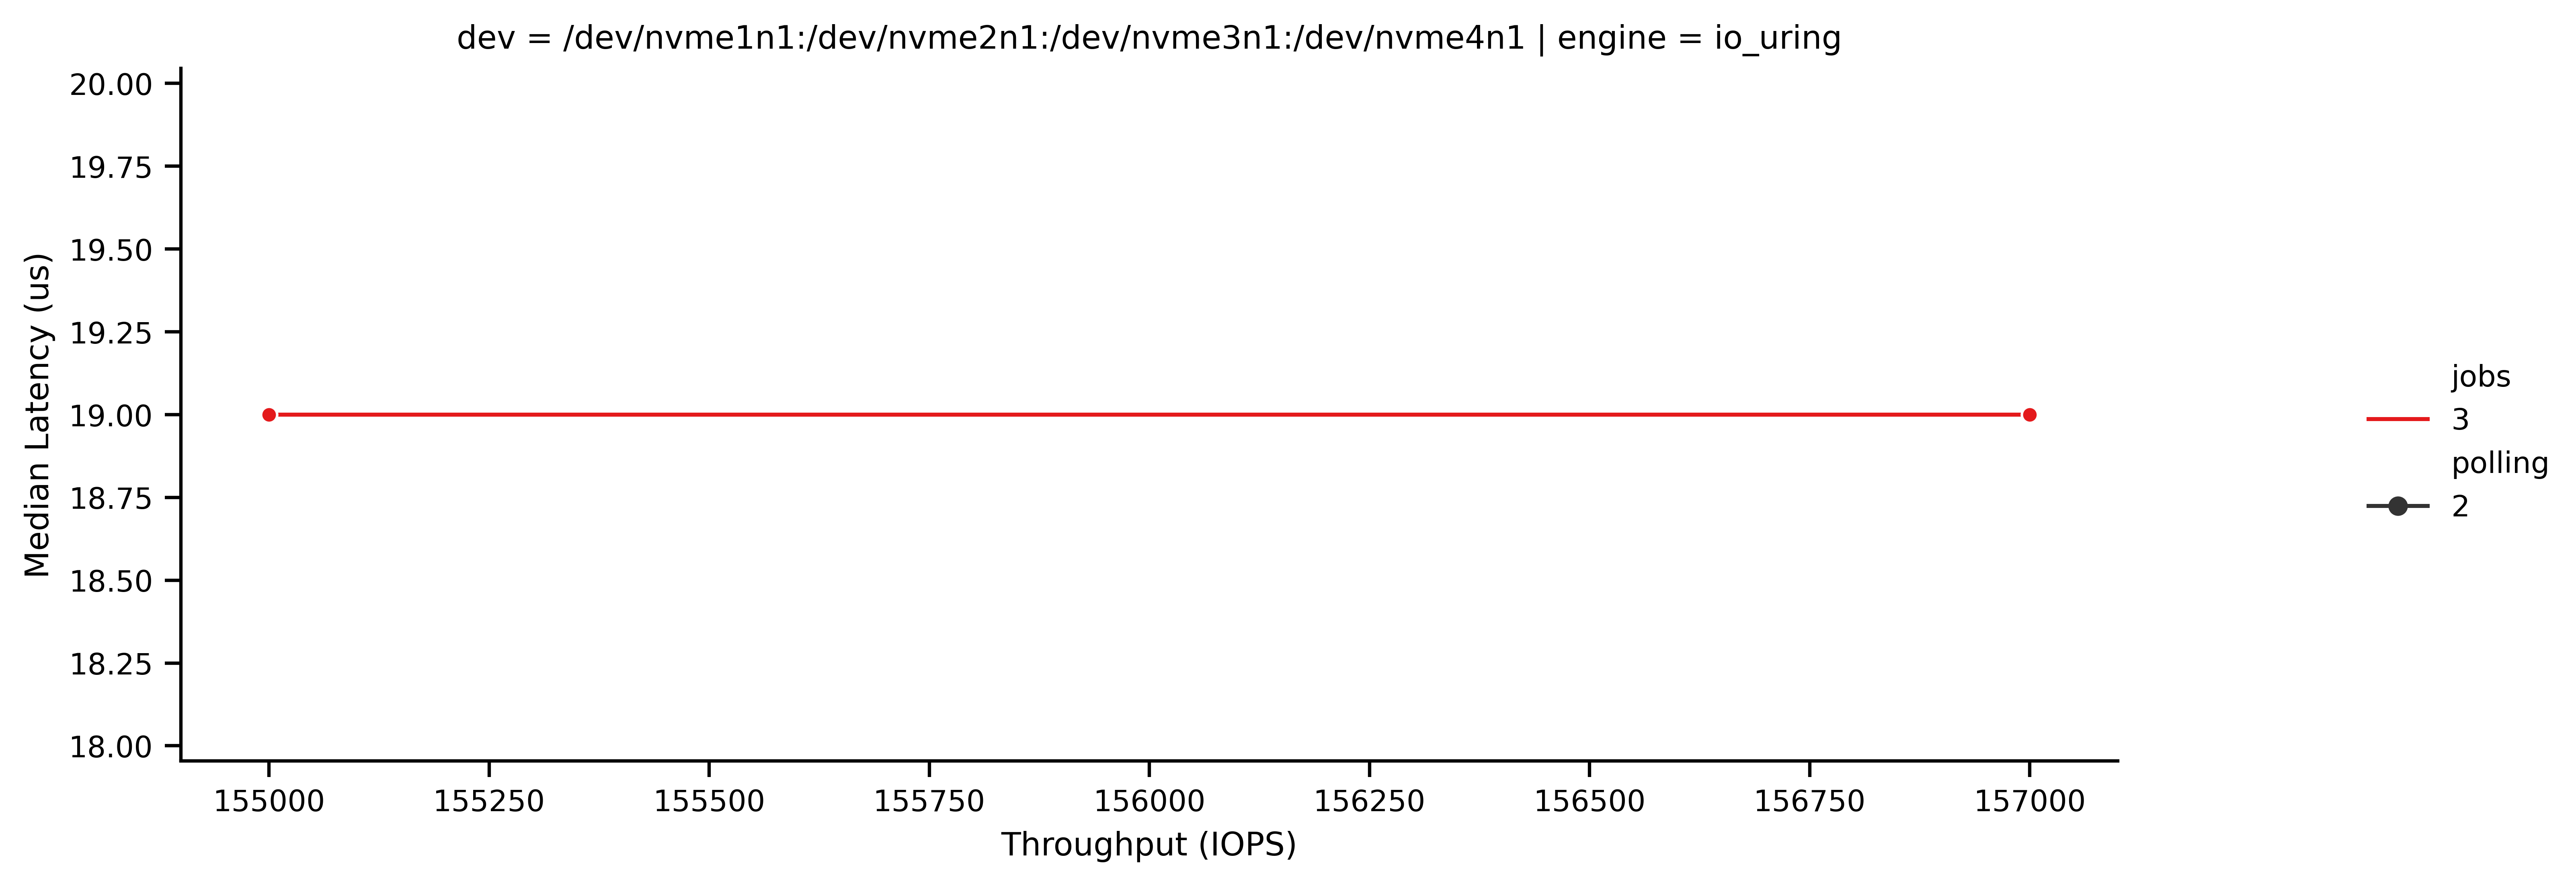 dev = /dev/nvme1n1:/dev/nvme2n1:/dev/nvme3n1:/dev/nvme4n1 | engine = io_uring
20.00
19.75
19.50
19.25
19.00
18.75
18.50
18.25
18.00
Median Latency (us)
155000 155250 155500 155750 156000 156250 156500 156750 157000
Throughput (IOPS)
jobs
3
polling
2